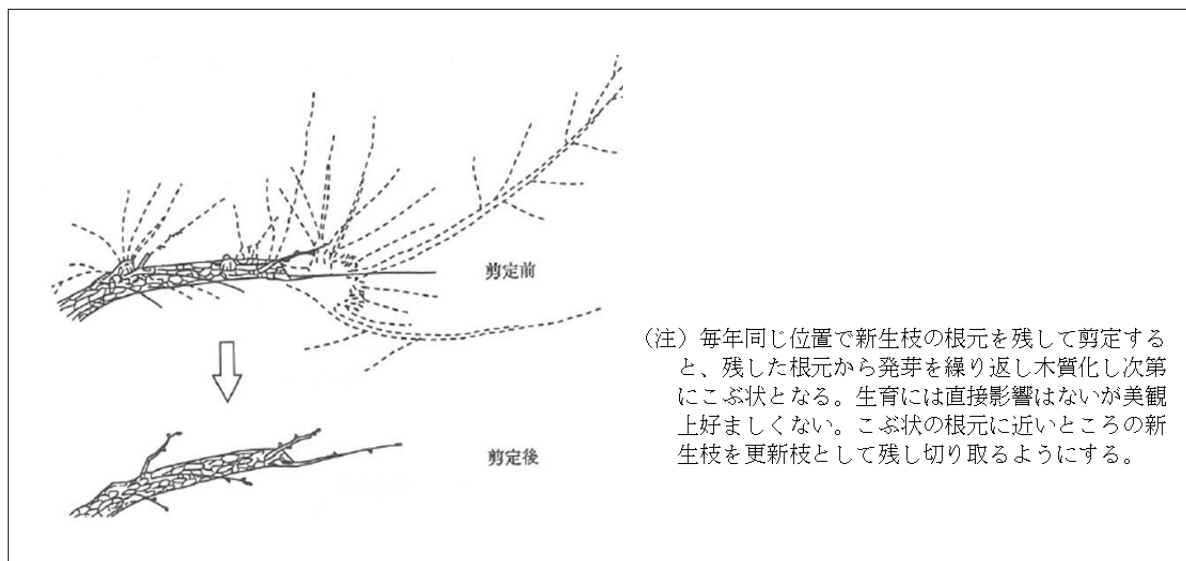 剪定前
剪定後
（注）毎年同じ位置で新生枝の根元を残して剪定する
と、残した根元から発芽を繰り返し木質化し次第
にこぶ状となる。生育には直接影響はないが美観
上好ましくない。こぶ状の根元に近いところの新
生枝を更新枝として残し切り取るようにする。